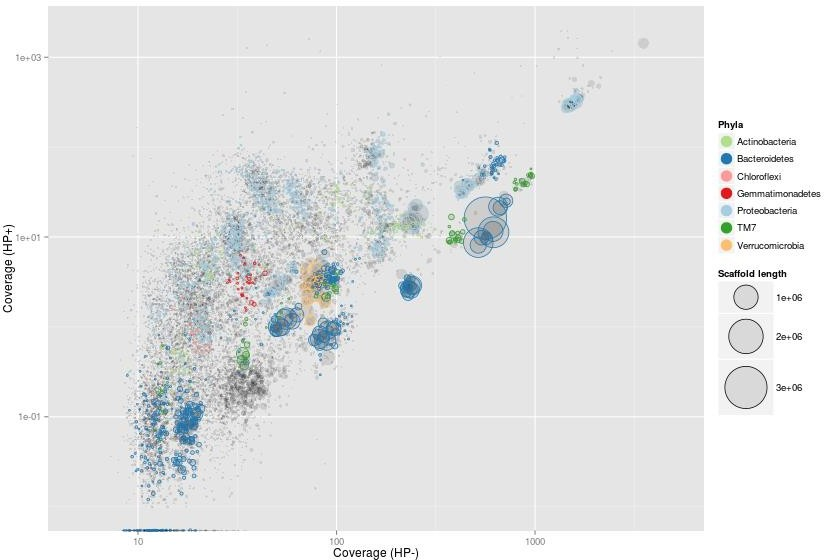 1e+03
1e+01
1e-01
Coverage (HP+)
10
100
1000
Coverage (HP-)
Phyla
Actinobacteria
Bacteroidetes
Chloroflexi
Gemmatimonadetes
Proteobacteria
TM7
Verrucomicrobia
Scaffold length
1e+06
2e+06
3e+06